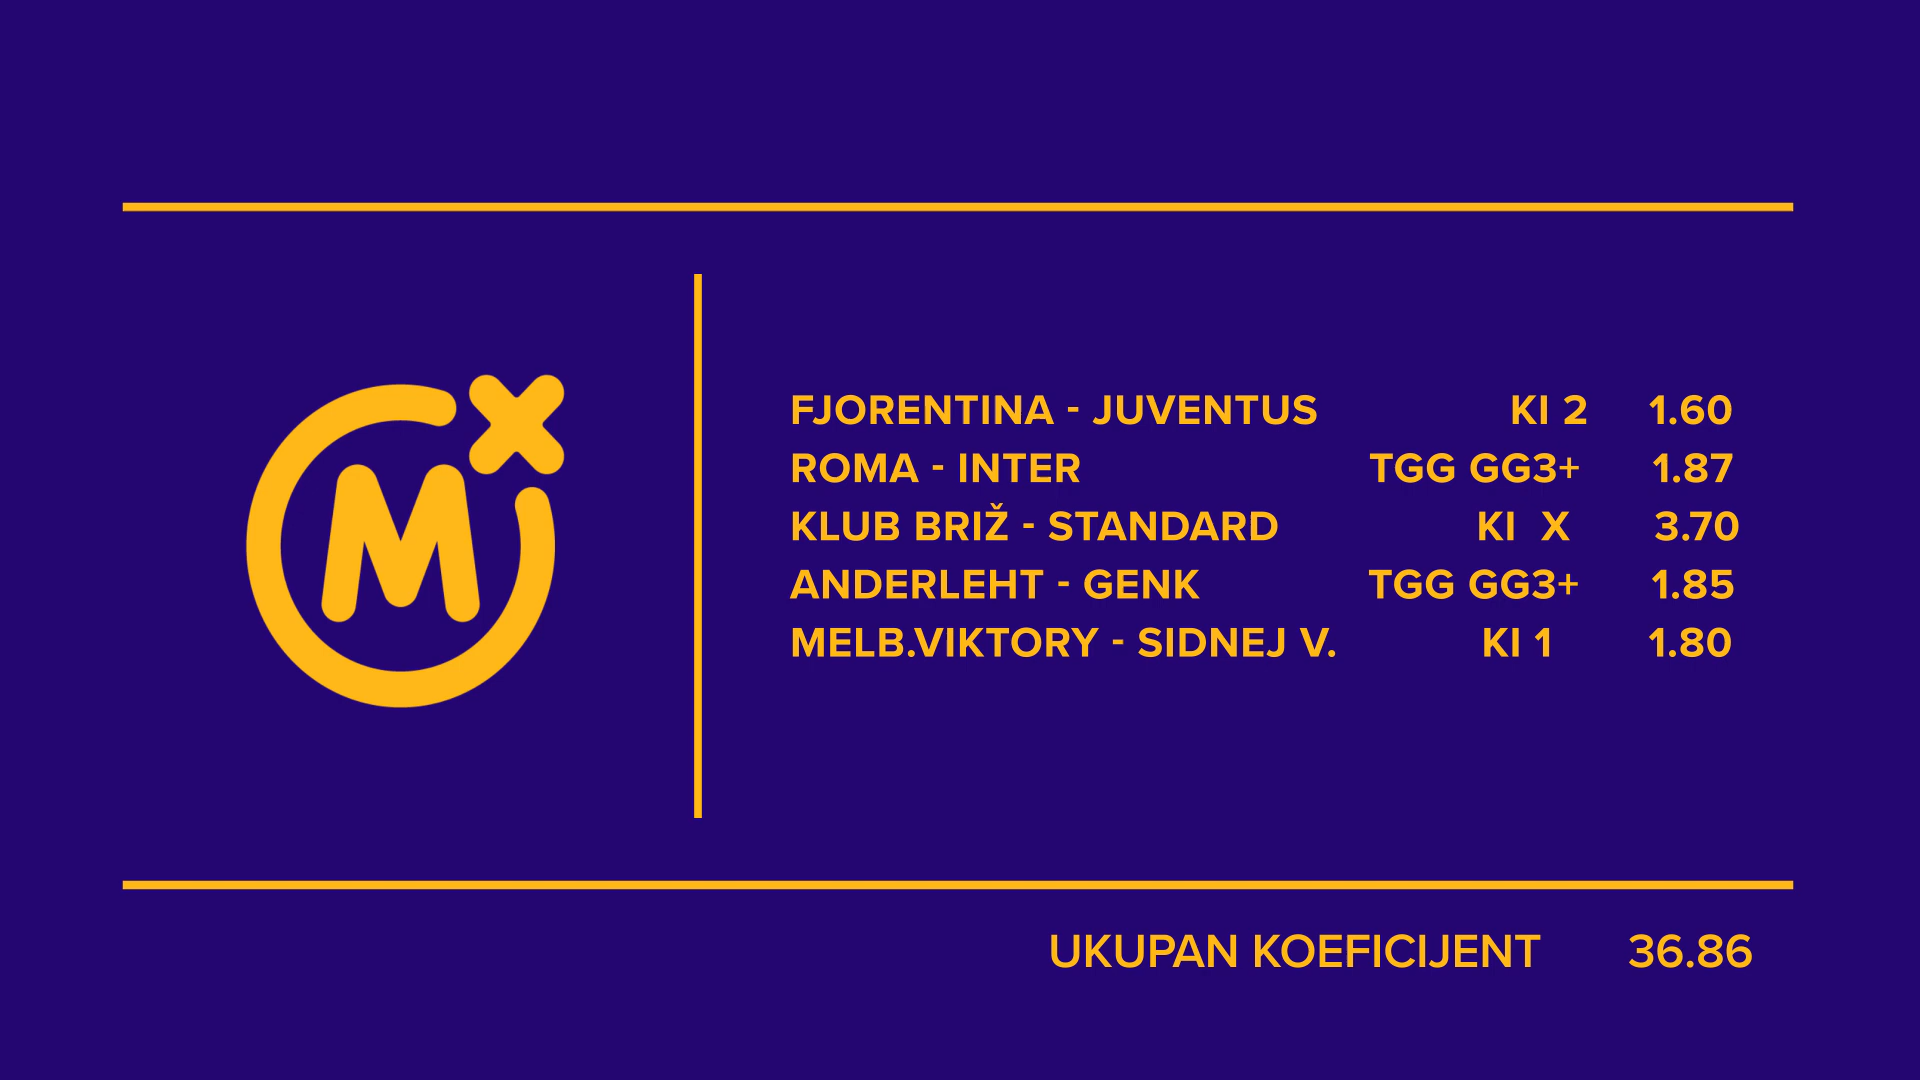 MX
FJORENTINA - JUVENTUS KI 2 1.60
ROMA - INTER TGG GG3+ 1.87
KLUB BRIŽ - STANDARD KI X 3.70
ANDERLEHT - GENK TGG GG3+ 1.85
MELB.VIKTORY - SIDNEJ V. KI 1 1.80
UKUPAN KOEFICIJENT 36.86